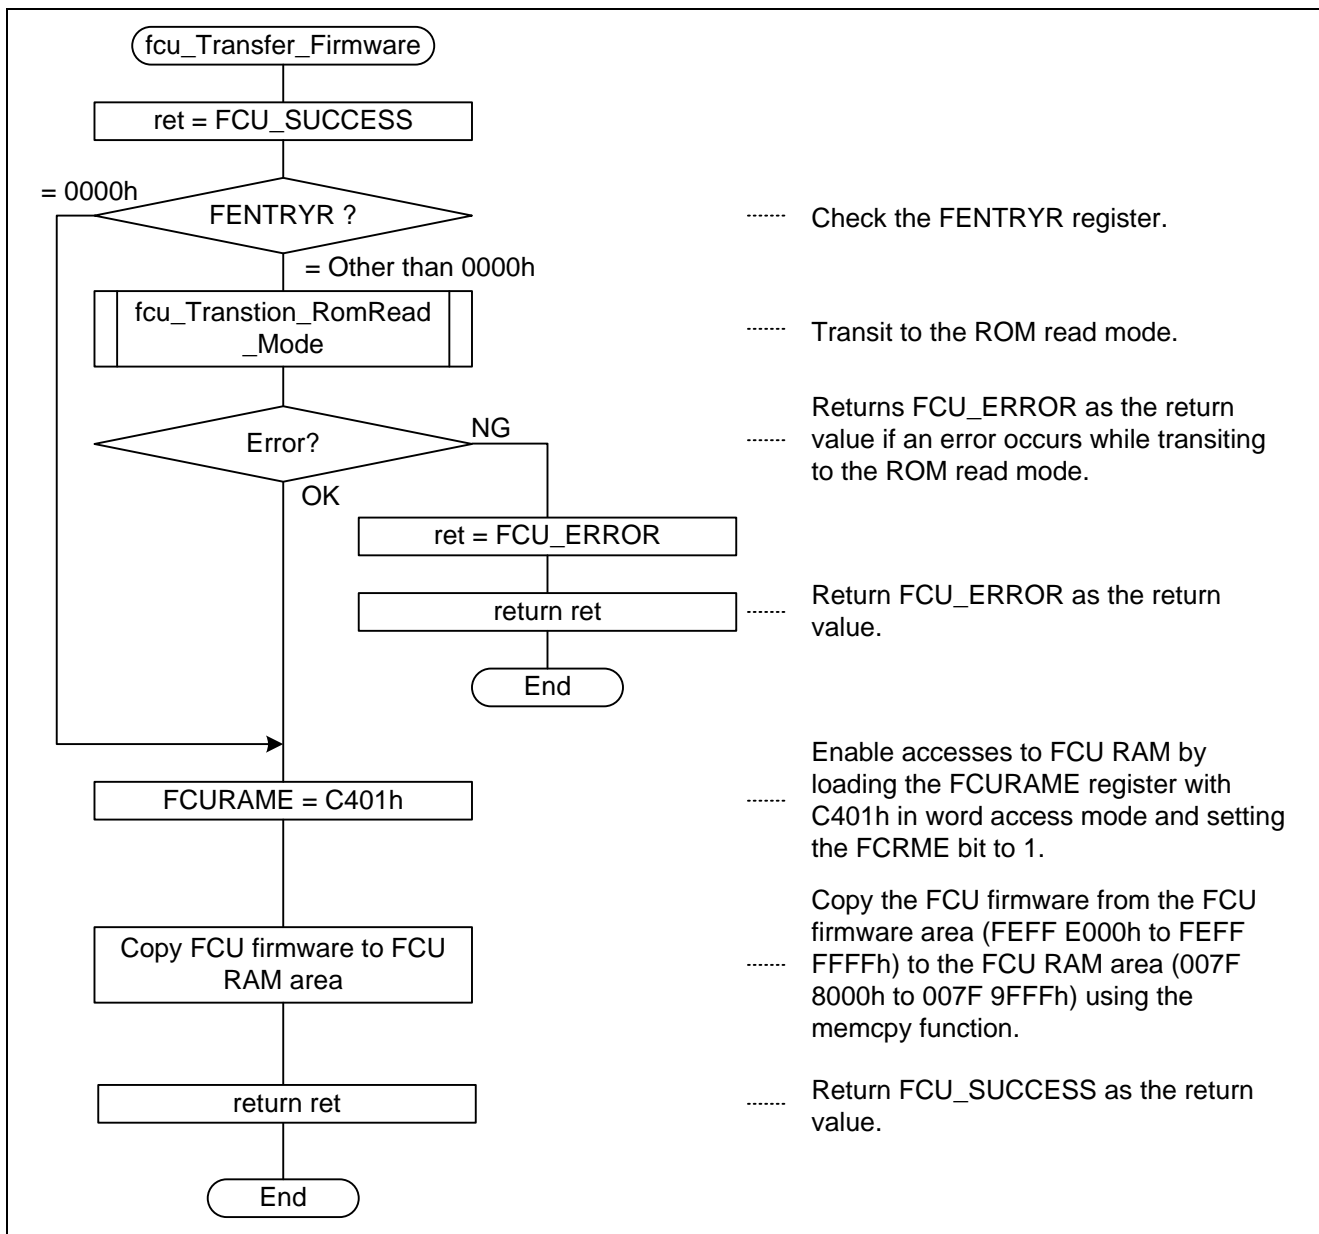 fcu_Transfer_Firmware
ret = FCU_SUCCESS
= 0000h
FENTRYR ?
Check the FENTRYR register.
= Other than 0000h
fcu_Transtion_RomRead
_Mode
Transit to the ROM read mode.
Error?
NG
OK
Returns FCU_ERROR as the return
value if an error occurs while transiting
to the ROM read mode.
ret = FCU_ERROR
return ret
Return FCU_ERROR as the return
value.
End
FCURAME = C401h
Enable accesses to FCU RAM by
loading the FCURAME register with
C401h in word access mode and setting
the FCRME bit to 1.
Copy FCU firmware to FCU
RAM area
Copy the FCU firmware from the FCU
firmware area (FEFF E000h to FEFF
FFFFh) to the FCU RAM area (007F
8000h to 007F 9FFFh) using the
memcpy function.
return ret
Return FCU_SUCCESS as the return
value.
End